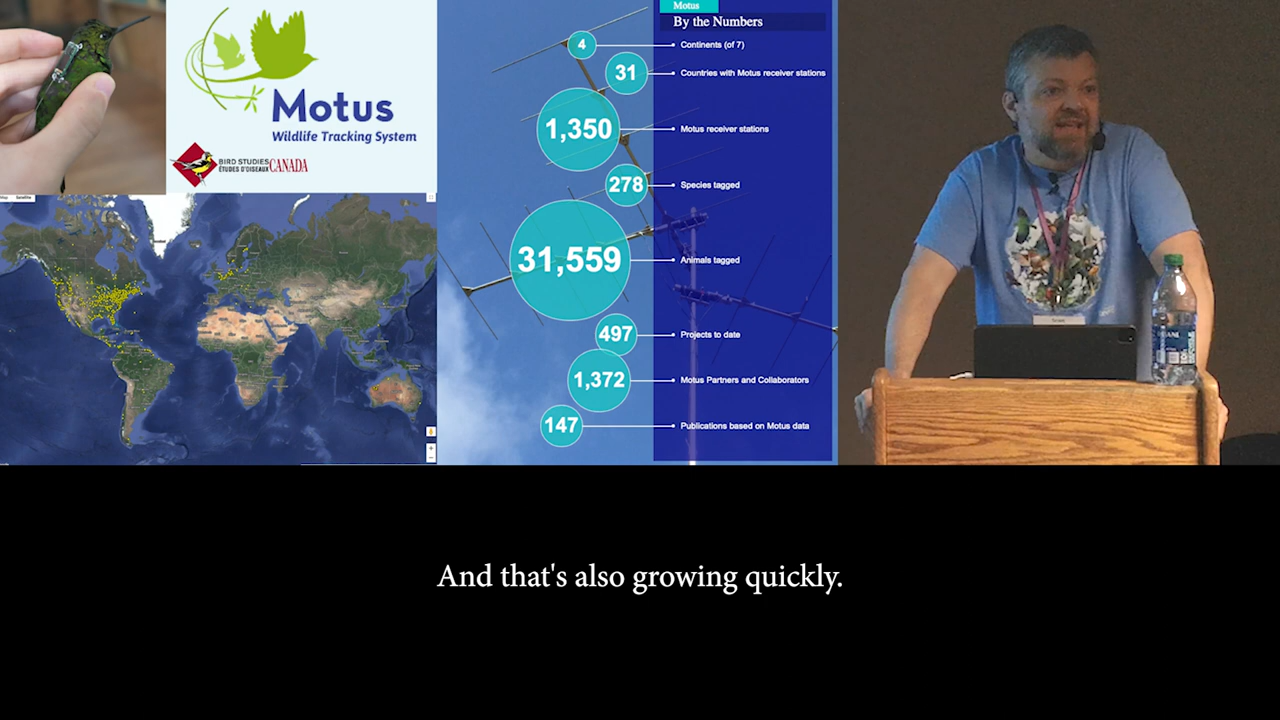 Motus
Wildlife Tracking System
BIRD STUDIES
ÉTUDES D'OISEAUX
CANADA
Satellite
Motus
By the Numbers
4
Continents (of 7)
31
Countries with Motus receiver stations
1,350
Motus receiver stations
278
Species tagged
31,559
Animals tagged
497
Projects to date
1,372
Motus Partners and Collaborators
147
Publications based on Motus data
And that's also growing quickly.